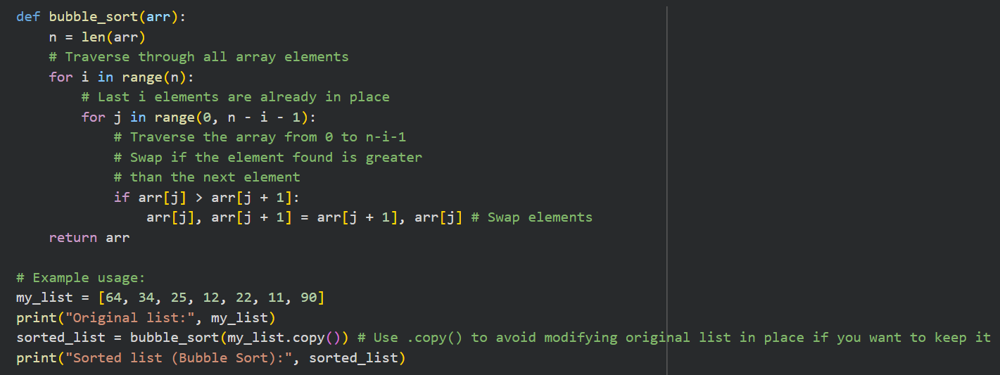 def bubble_sort(arr):
    n = len(arr)
    # Traverse through all array elements
    for i in range(n):
        # Last i elements are already in place
        for j in range(0, n - i - 1):
            # Traverse the array from 0 to n-i-1
            # Swap if the element found is greater
            # than the next element
            if arr[j] > arr[j + 1]:
                arr[j], arr[j + 1] = arr[j + 1], arr[j] # Swap elements
    return arr

# Example usage:
my_list = [64, 34, 25, 12, 22, 11, 90]
print("Original list:", my_list)
sorted_list = bubble_sort(my_list.copy()) # Use .copy() to avoid modifying original list in place if you want to keep it
print("Sorted list (Bubble Sort):", sorted_list)